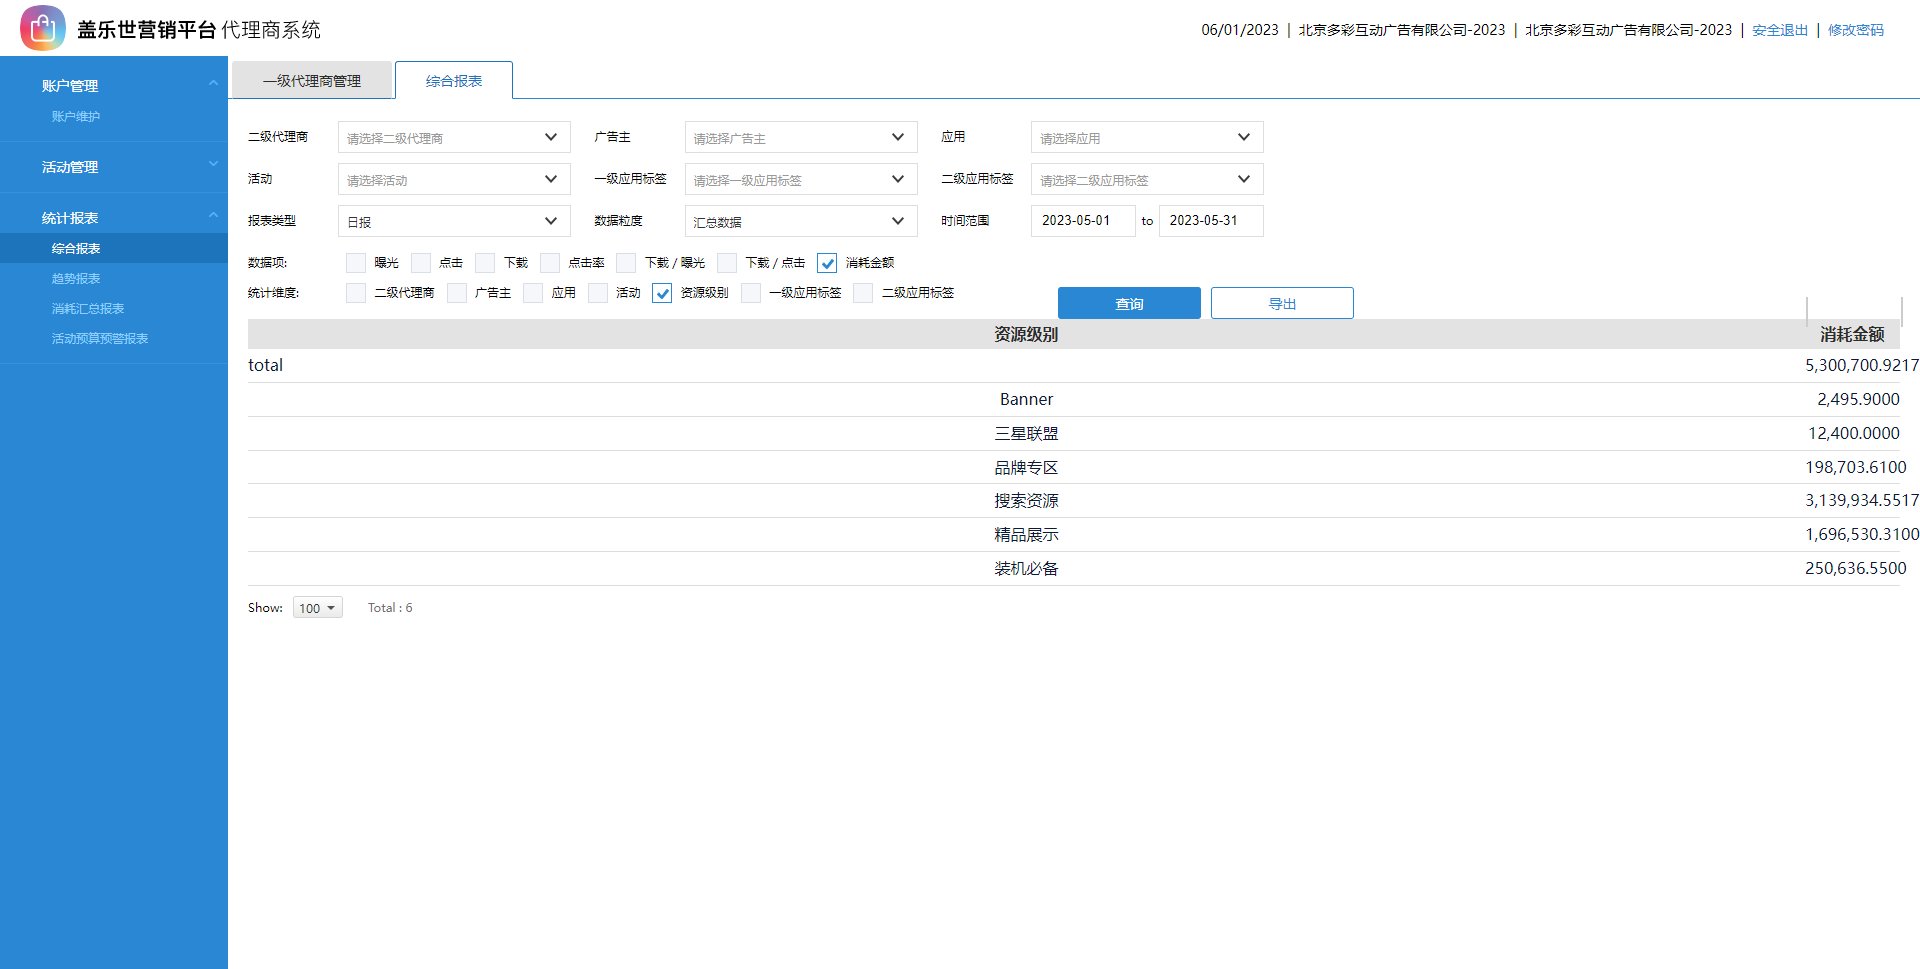 盖乐世营销平台 代理商系统
06/01/2023 | 北京多彩互动广告有限公司-2023 | 北京多彩互动广告有限公司-2023 | 安全退出 | 修改密码
账户管理
账户维护
活动管理
统计报表
综合报表
趋势报表
消耗汇总报表
活动预算预警报表
一级代理商管理 综合报表
二级代理商 请选择二级代理商 广告主 请选择广告主 应用 请选择应用
活动 请选择活动 一级应用标签 请选择一级应用标签 二级应用标签 请选择二级应用标签
报表类型 日报 数据粒度 汇总数据 时间范围 2023-05-01 to 2023-05-31
数据项: 曝光 点击 下载 点击率 下载 / 曝光 下载 / 点击 消耗金额
统计维度: 二级代理商 广告主 应用 活动 资源级别 一级应用标签 二级应用标签
查询 导出
资源级别 消耗金额
total 5,300,700.9217
Banner 2,495.9000
三星联盟 12,400.0000
品牌专区 198,703.6100
搜索资源 3,139,934.5517
精品展示 1,696,530.3100
装机必备 250,636.5500
Show: 100 Total : 6